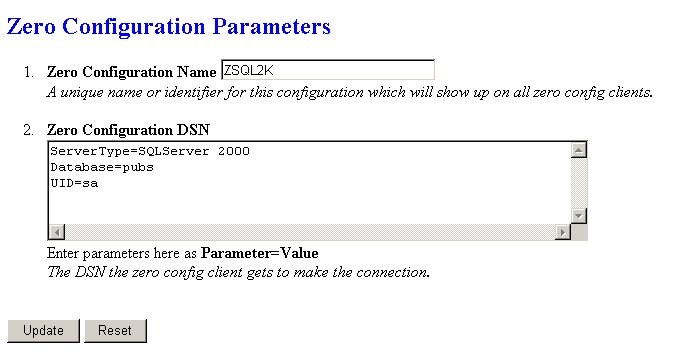 Zero Configuration Parameters
1. Zero Configuration Name ZSQL2K
A unique name or identifier for this configuration which will show up on all zero config clients.
2. Zero Configuration DSN
ServerType=SQLServer 2000
Database=pubs
UID=sa
Enter parameters here as Parameter=Value
The DSN the zero config client gets to make the connection.
Update Reset